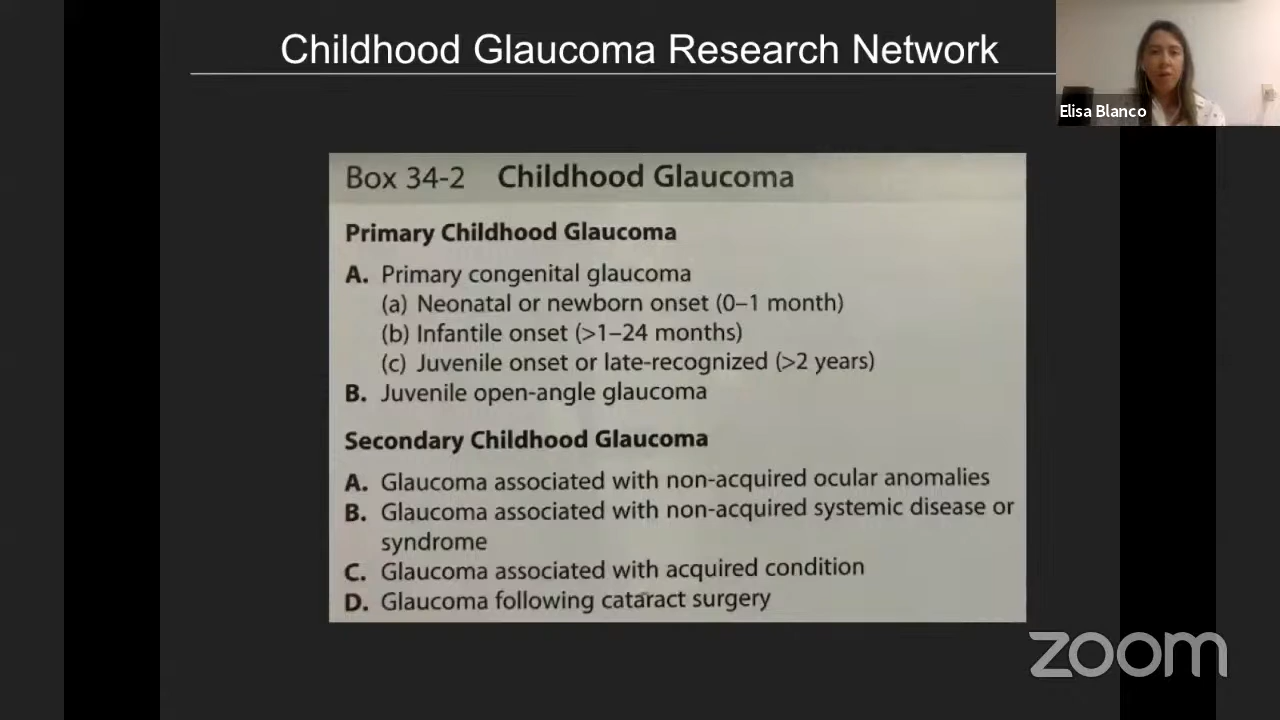 Childhood Glaucoma Research Network
Elisa Blanco
Box 34-2 Childhood Glaucoma
Primary Childhood Glaucoma
A. Primary congenital glaucoma
(a) Neonatal or newborn onset (0–1 month)
(b) Infantile onset (>1–24 months)
(c) Juvenile onset or late-recognized (>2 years)
B. Juvenile open-angle glaucoma
Secondary Childhood Glaucoma
A. Glaucoma associated with non-acquired ocular anomalies
B. Glaucoma associated with non-acquired systemic disease or
syndrome
C. Glaucoma associated with acquired condition
D. Glaucoma following cataract surgery
zoom